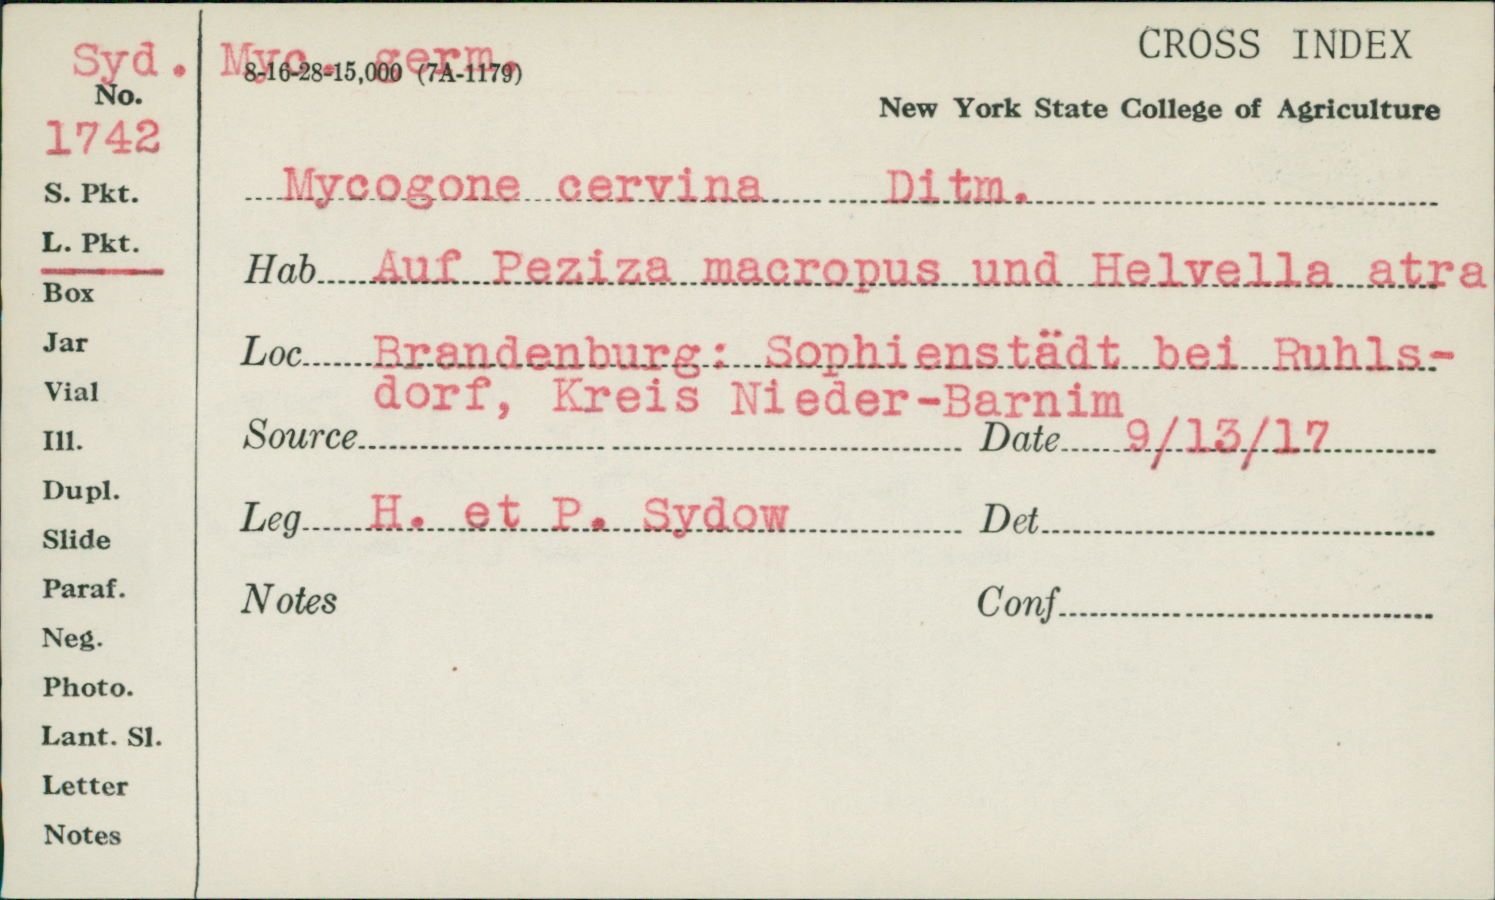 CROSS INDEX
Syd. Myc. germ.
8-16-28-15,000 (7A-1179)
No.
New York State College of Agriculture
1742
Mycogone cervina Ditm.
S. Pkt.
L. Pkt.
Hab Auf Peziza macropus und Helvella atra
Box
Jar
Loc Brandenburg: Sophienstädt bei Ruhls-
dorf, Kreis Nieder-Barnim
Vial
Ill.
Source Date 9/13/17
Dupl.
Leg H. et P. Sydow Det
Slide
Paraf.
Notes Conf
Neg.
Photo.
Lant. Sl.
Letter
Notes